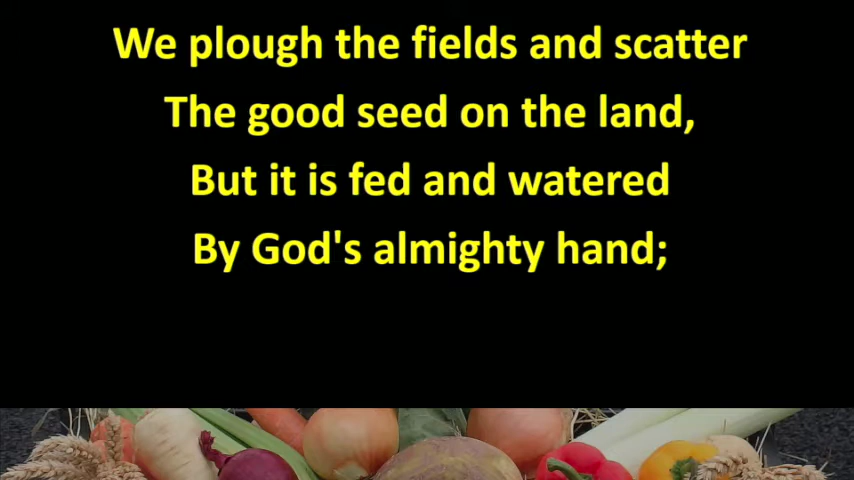 We plough the fields and scatter
The good seed on the land,
But it is fed and watered
By God's almighty hand;